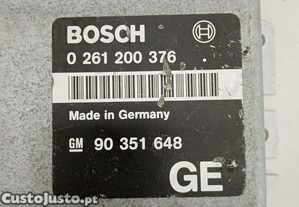 BOSCH
0 261 200 376
Made in Germany
GM 90 351 648
GE
CustoJusto.pt